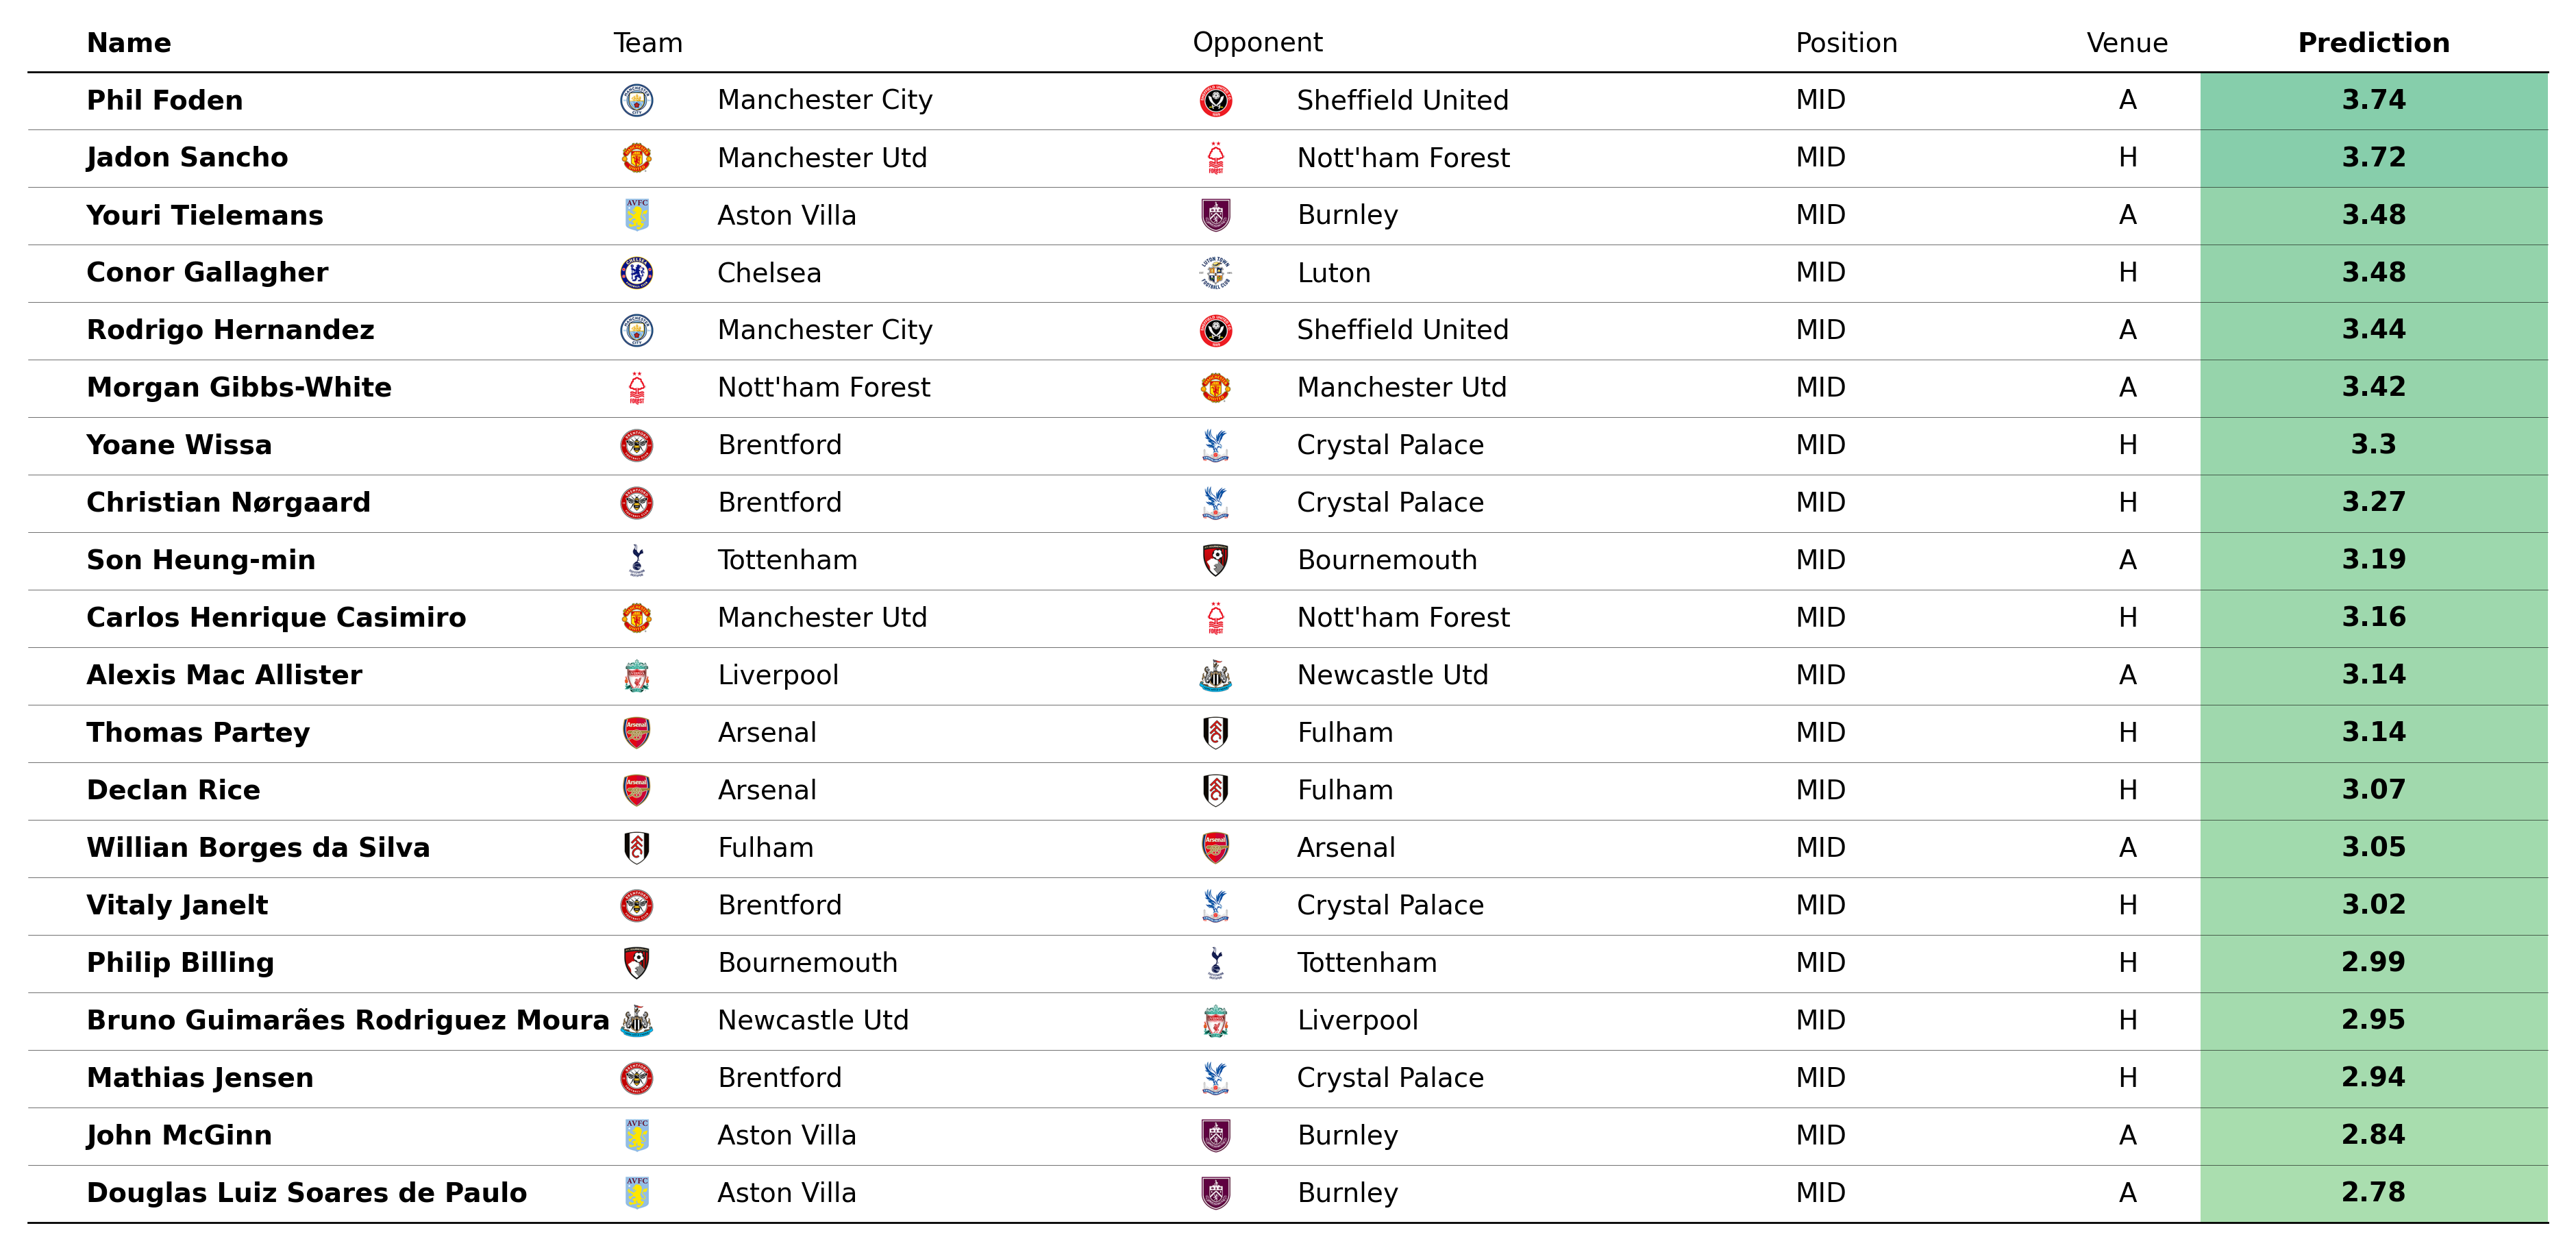 Name Team Opponent Position Venue Prediction
Phil Foden Manchester City Sheffield United MID A 3.74
Jadon Sancho Manchester Utd Nott'ham Forest MID H 3.72
Youri Tielemans Aston Villa Burnley MID A 3.48
Conor Gallagher Chelsea Luton MID H 3.48
Rodrigo Hernandez Manchester City Sheffield United MID A 3.44
Morgan Gibbs-White Nott'ham Forest Manchester Utd MID A 3.42
Yoane Wissa Brentford Crystal Palace MID H 3.3
Christian Nørgaard Brentford Crystal Palace MID H 3.27
Son Heung-min Tottenham Bournemouth MID A 3.19
Carlos Henrique Casimiro Manchester Utd Nott'ham Forest MID H 3.16
Alexis Mac Allister Liverpool Newcastle Utd MID A 3.14
Thomas Partey Arsenal Fulham MID H 3.14
Declan Rice Arsenal Fulham MID H 3.07
Willian Borges da Silva Fulham Arsenal MID A 3.05
Vitaly Janelt Brentford Crystal Palace MID H 3.02
Philip Billing Bournemouth Tottenham MID H 2.99
Bruno Guimarães Rodriguez Moura Newcastle Utd Liverpool MID H 2.95
Mathias Jensen Brentford Crystal Palace MID H 2.94
John McGinn Aston Villa Burnley MID A 2.84
Douglas Luiz Soares de Paulo Aston Villa Burnley MID A 2.78